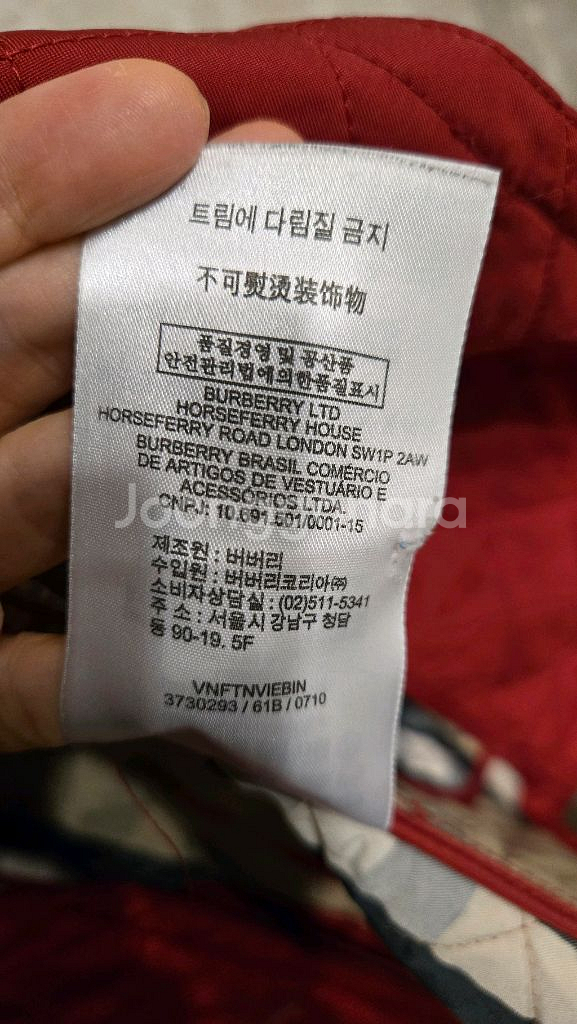 트림에 다림질 금지
不可熨烫装饰物
품질경영 및 공산품
안전관리법에의한품질표시
BURBERRY LTD
HORSEFERRY HOUSE
HORSEFERRY ROAD LONDON SW1P 2AW
BURBERRY BRASIL COMÉRCIO
DE ARTIGOS DE VESTUÁRIO E
ACESSÓRIOS LTDA.
CNPJ: 10.691.601/0001-15
Joonggonara
제조원 : 버버리
수입원 : 버버리코리아㈜
소비자상담실 : (02)511-5341
주 소 : 서울시 강남구 청담
동 90-19. 5F
VNFTNVIEBIN
3730293 / 61B / 0710